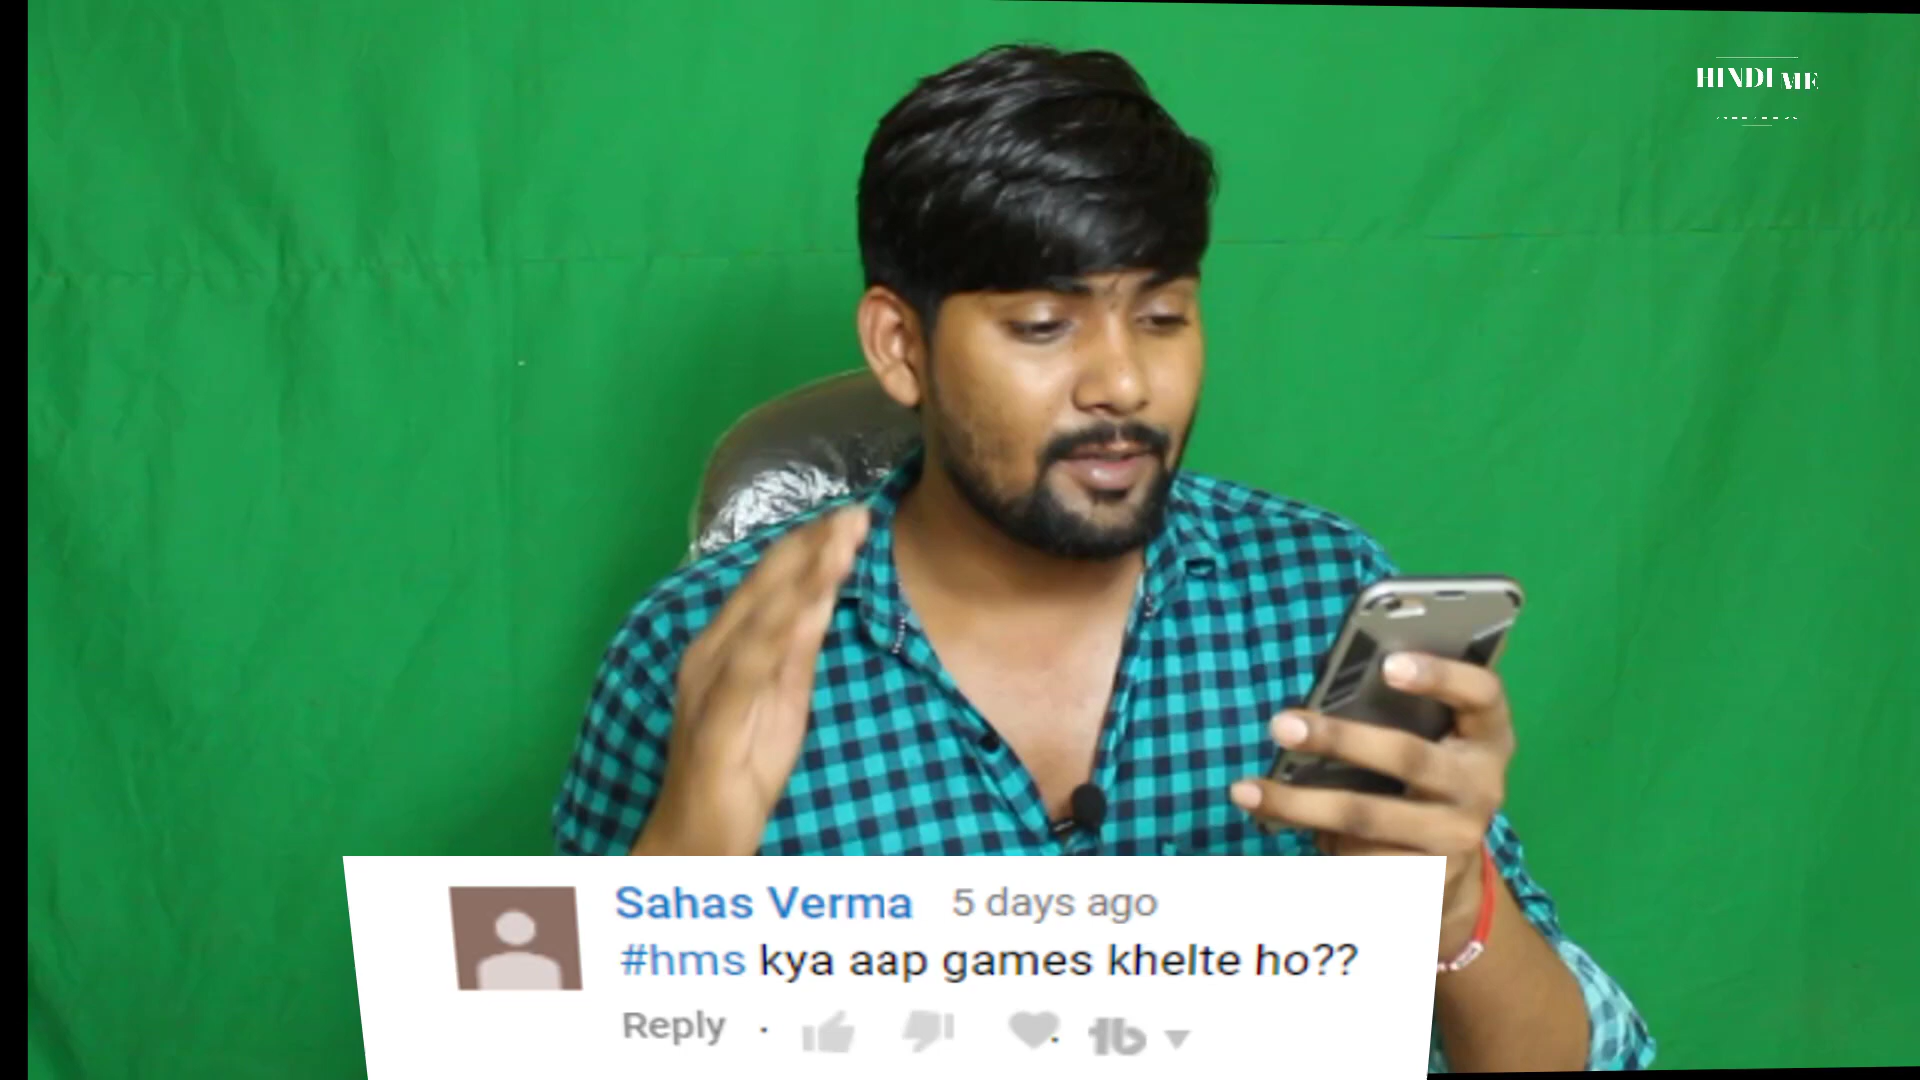 HINDI ME
Sahas Verma 5 days ago
#hms kya aap games khelte ho??
Reply